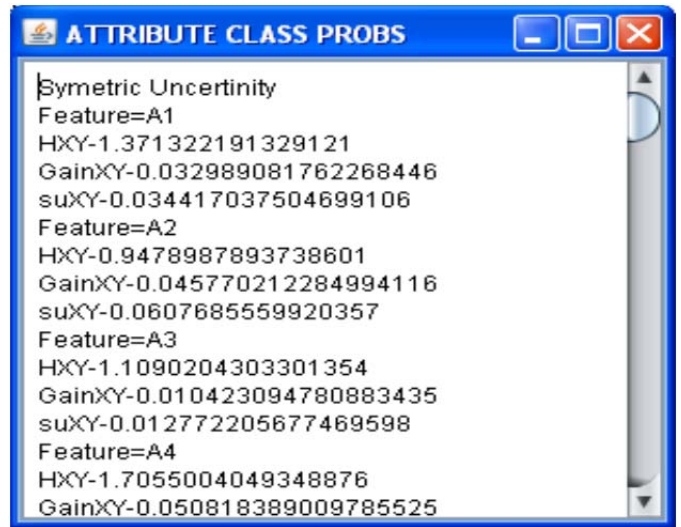 ATTRIBUTE CLASS PROBS
Symetric Uncertinity
Feature=A1
HXY-1.371322191329121
GainXY-0.032989081762268446
suXY-0.034417037504699106
Feature=A2
HXY-0.9478987893738601
GainXY-0.045770212284994116
suXY-0.0607685559920357
Feature=A3
HXY-1.1090204303301354
GainXY-0.010423094780883435
suXY-0.012772205677469598
Feature=A4
HXY-1.7055004049348876
GainXY-0.050818389009785525